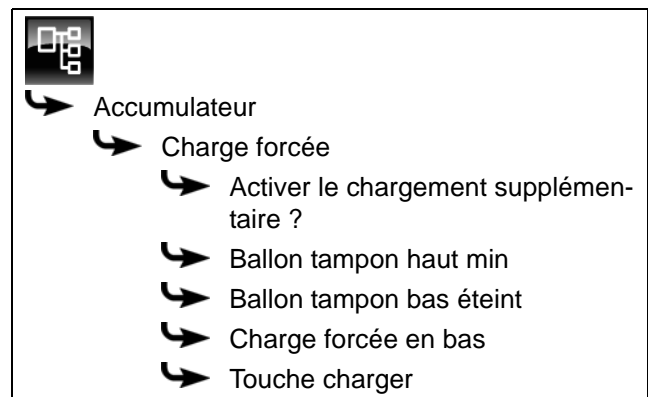 Accumulateur
Charge forcée
Activer le chargement supplémen-
taire ?
Ballon tampon haut min
Ballon tampon bas éteint
Charge forcée en bas
Touche charger